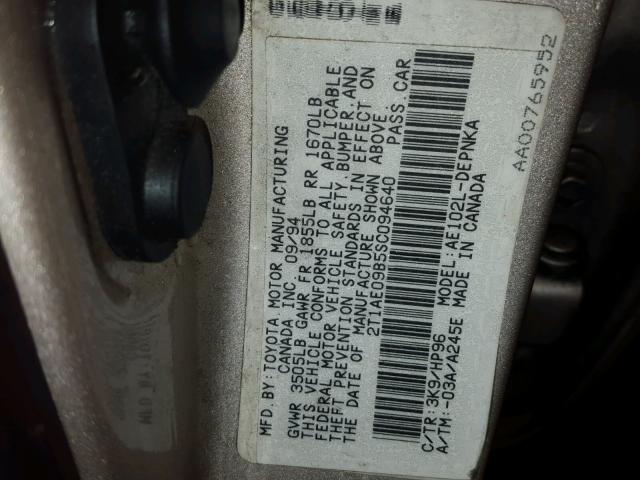 MFD. BY: TOYOTA MOTOR MANUFACTURING
CANADA INC. 09/94
GVWR 3505LB GAWR FR 1855LB RR 1670LB
THIS VEHICLE CONFORMS TO ALL APPLICABLE
FEDERAL MOTOR VEHICLE SAFETY, BUMPER, AND
THEFT PREVENTION STANDARDS IN EFFECT ON
THE DATE OF MANUFACTURE SHOWN ABOVE.
2T1AE09B5SC094640 PASS. CAR
C/TR: 3K9/HP96 MODEL: AE102L-DEPNKA
A/TM: -03A/A245E MADE IN CANADA
AA00765952